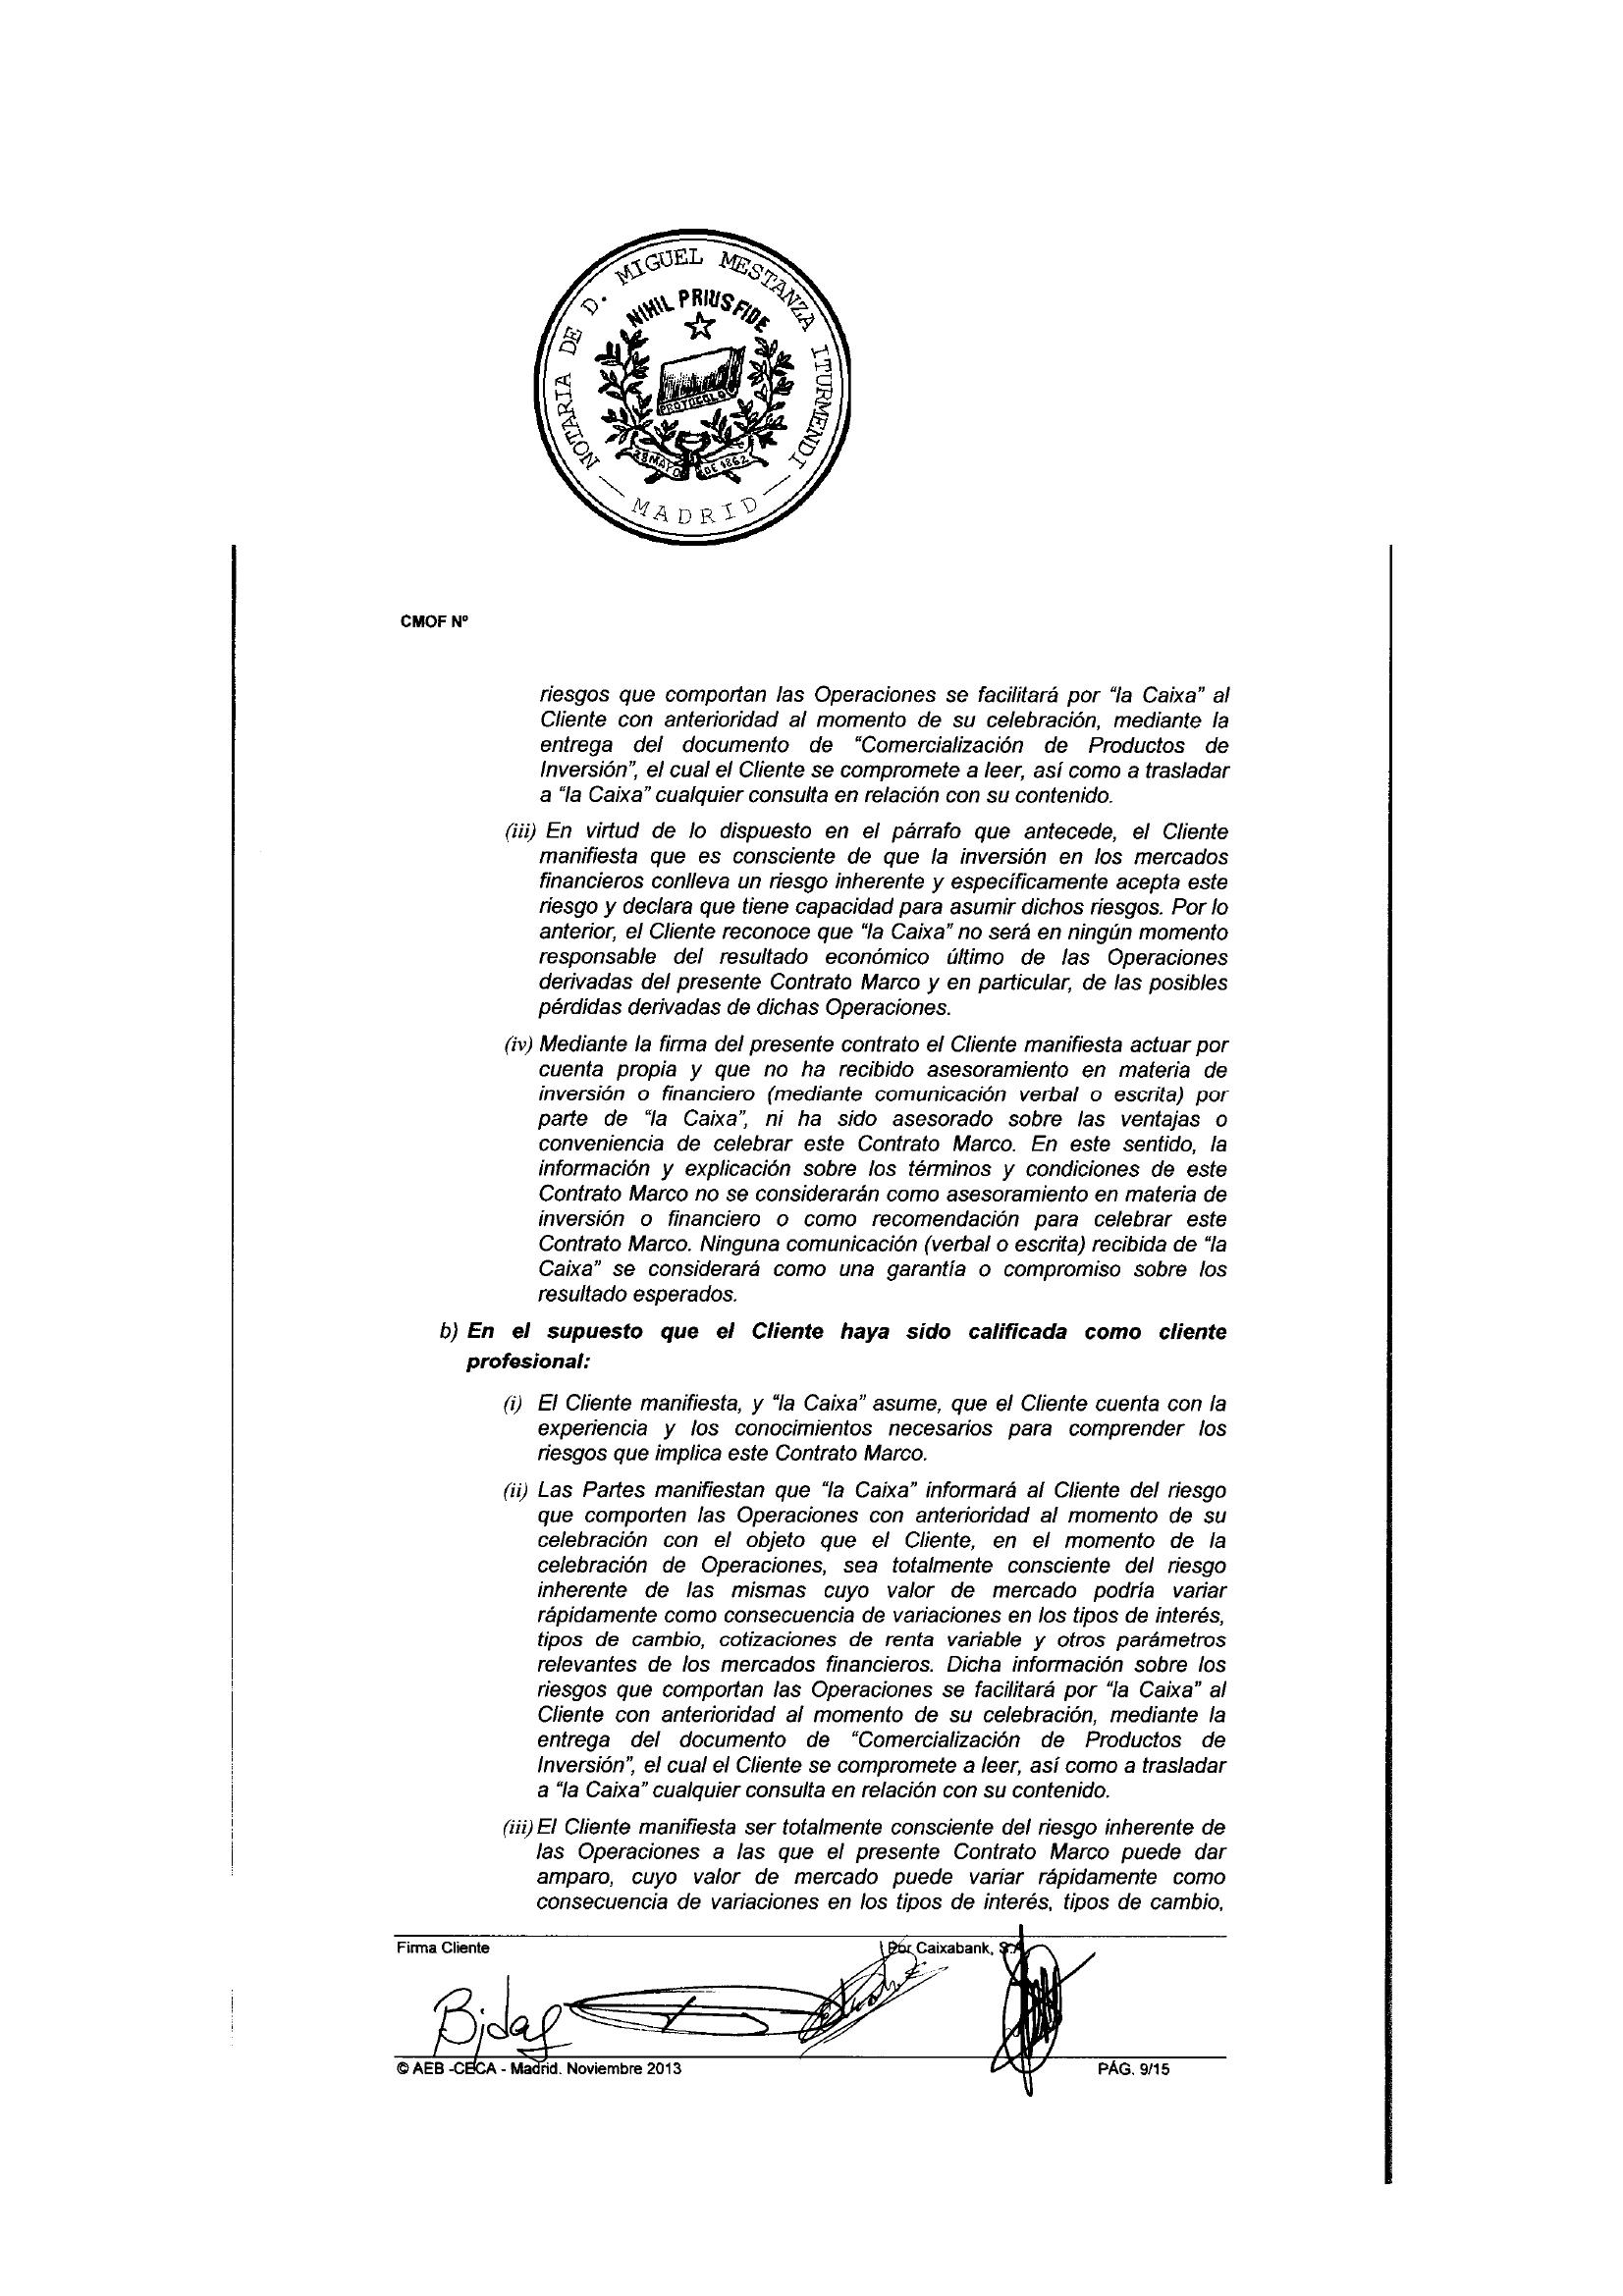 NOTARIA DE D. MIGUEL MESTANZA ITURMENDI
NIHIL PRIUS FIDE
PROTOCOLO
28 MAYO DE 1862
— MADRID —
CMOF Nº
riesgos que comportan las Operaciones se facilitará por “la Caixa” al
Cliente con anterioridad al momento de su celebración, mediante la
entrega del documento de “Comercialización de Productos de
Inversión”, el cual el Cliente se compromete a leer, así como a trasladar
a “la Caixa” cualquier consulta en relación con su contenido.
(iii) En virtud de lo dispuesto en el párrafo que antecede, el Cliente
manifiesta que es consciente de que la inversión en los mercados
financieros conlleva un riesgo inherente y específicamente acepta este
riesgo y declara que tiene capacidad para asumir dichos riesgos. Por lo
anterior, el Cliente reconoce que “la Caixa” no será en ningún momento
responsable del resultado económico último de las Operaciones
derivadas del presente Contrato Marco y en particular, de las posibles
pérdidas derivadas de dichas Operaciones.
(iv) Mediante la firma del presente contrato el Cliente manifiesta actuar por
cuenta propia y que no ha recibido asesoramiento en materia de
inversión o financiero (mediante comunicación verbal o escrita) por
parte de “la Caixa”, ni ha sido asesorado sobre las ventajas o
conveniencia de celebrar este Contrato Marco. En este sentido, la
información y explicación sobre los términos y condiciones de este
Contrato Marco no se considerarán como asesoramiento en materia de
inversión o financiero o como recomendación para celebrar este
Contrato Marco. Ninguna comunicación (verbal o escrita) recibida de “la
Caixa” se considerará como una garantía o compromiso sobre los
resultado esperados.
b) En el supuesto que el Cliente haya sido calificada como cliente
profesional:
(i) El Cliente manifiesta, y “la Caixa” asume, que el Cliente cuenta con la
experiencia y los conocimientos necesarios para comprender los
riesgos que implica este Contrato Marco.
(ii) Las Partes manifiestan que “la Caixa” informará al Cliente del riesgo
que comporten las Operaciones con anterioridad al momento de su
celebración con el objeto que el Cliente, en el momento de la
celebración de Operaciones, sea totalmente consciente del riesgo
inherente de las mismas cuyo valor de mercado podría variar
rápidamente como consecuencia de variaciones en los tipos de interés,
tipos de cambio, cotizaciones de renta variable y otros parámetros
relevantes de los mercados financieros. Dicha información sobre los
riesgos que comportan las Operaciones se facilitará por “la Caixa” al
Cliente con anterioridad al momento de su celebración, mediante la
entrega del documento de “Comercialización de Productos de
Inversión”, el cual el Cliente se compromete a leer, así como a trasladar
a “la Caixa” cualquier consulta en relación con su contenido.
(iii) El Cliente manifiesta ser totalmente consciente del riesgo inherente de
las Operaciones a las que el presente Contrato Marco puede dar
amparo, cuyo valor de mercado puede variar rápidamente como
consecuencia de variaciones en los tipos de interés, tipos de cambio,
Firma Cliente
Por Caixabank, S.A
© AEB -CECA - Madrid. Noviembre 2013
PÁG. 9/15